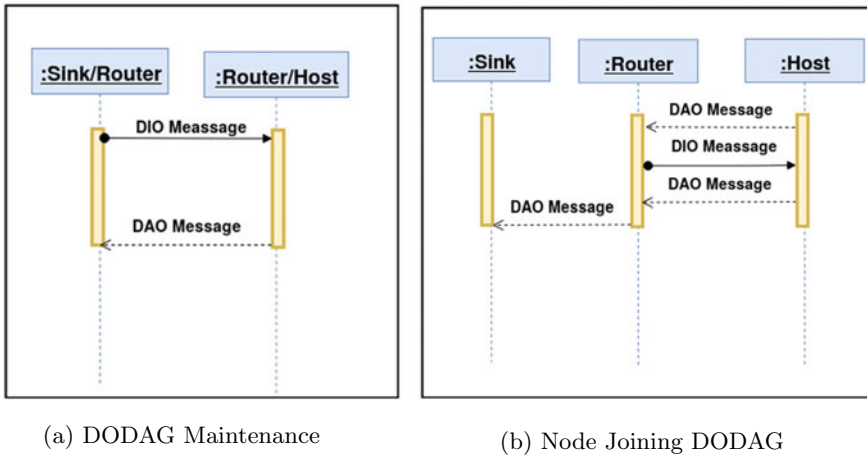 :Sink/Router
:Router/Host
DIO Meassage
DAO Message
(a) DODAG Maintenance
:Sink
:Router
:Host
DAO Message
DIO Meassage
DAO Message
DAO Message
(b) Node Joining DODAG